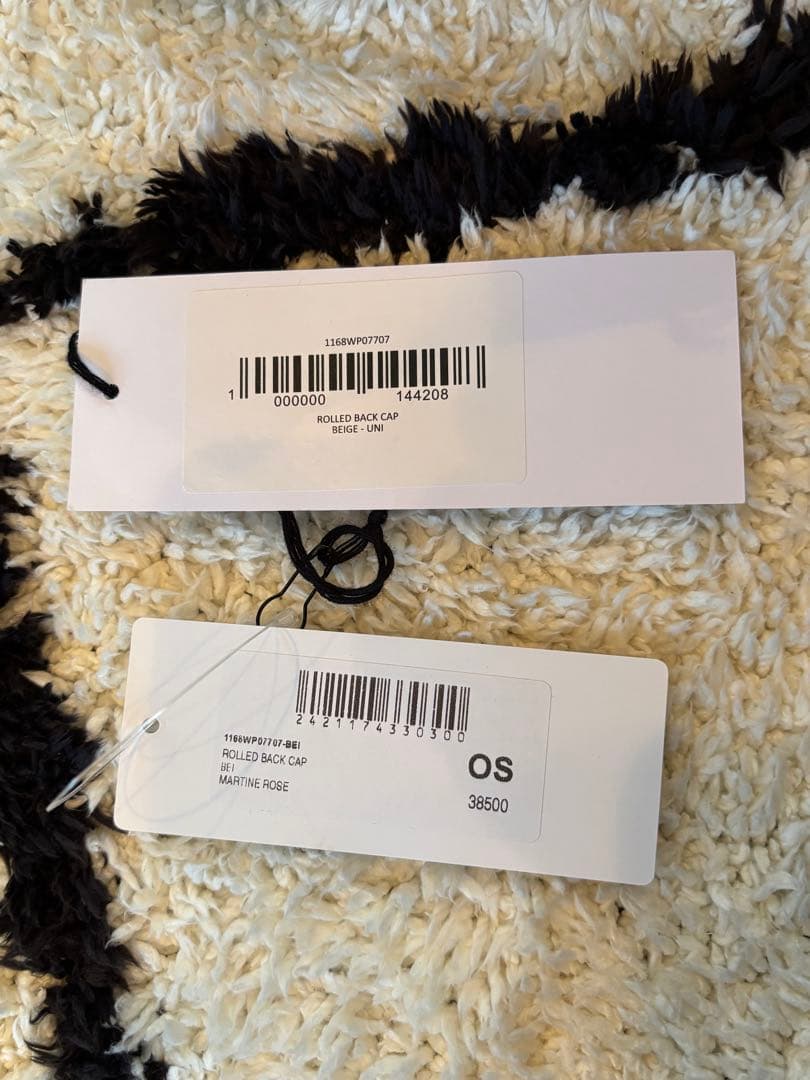 1168WP07707
1 000000 144208
ROLLED BACK CAP
BEIGE - UNI
2421174330300
1168WP07707-BEI
ROLLED BACK CAP
BEI
MARTINE ROSE
OS
38500